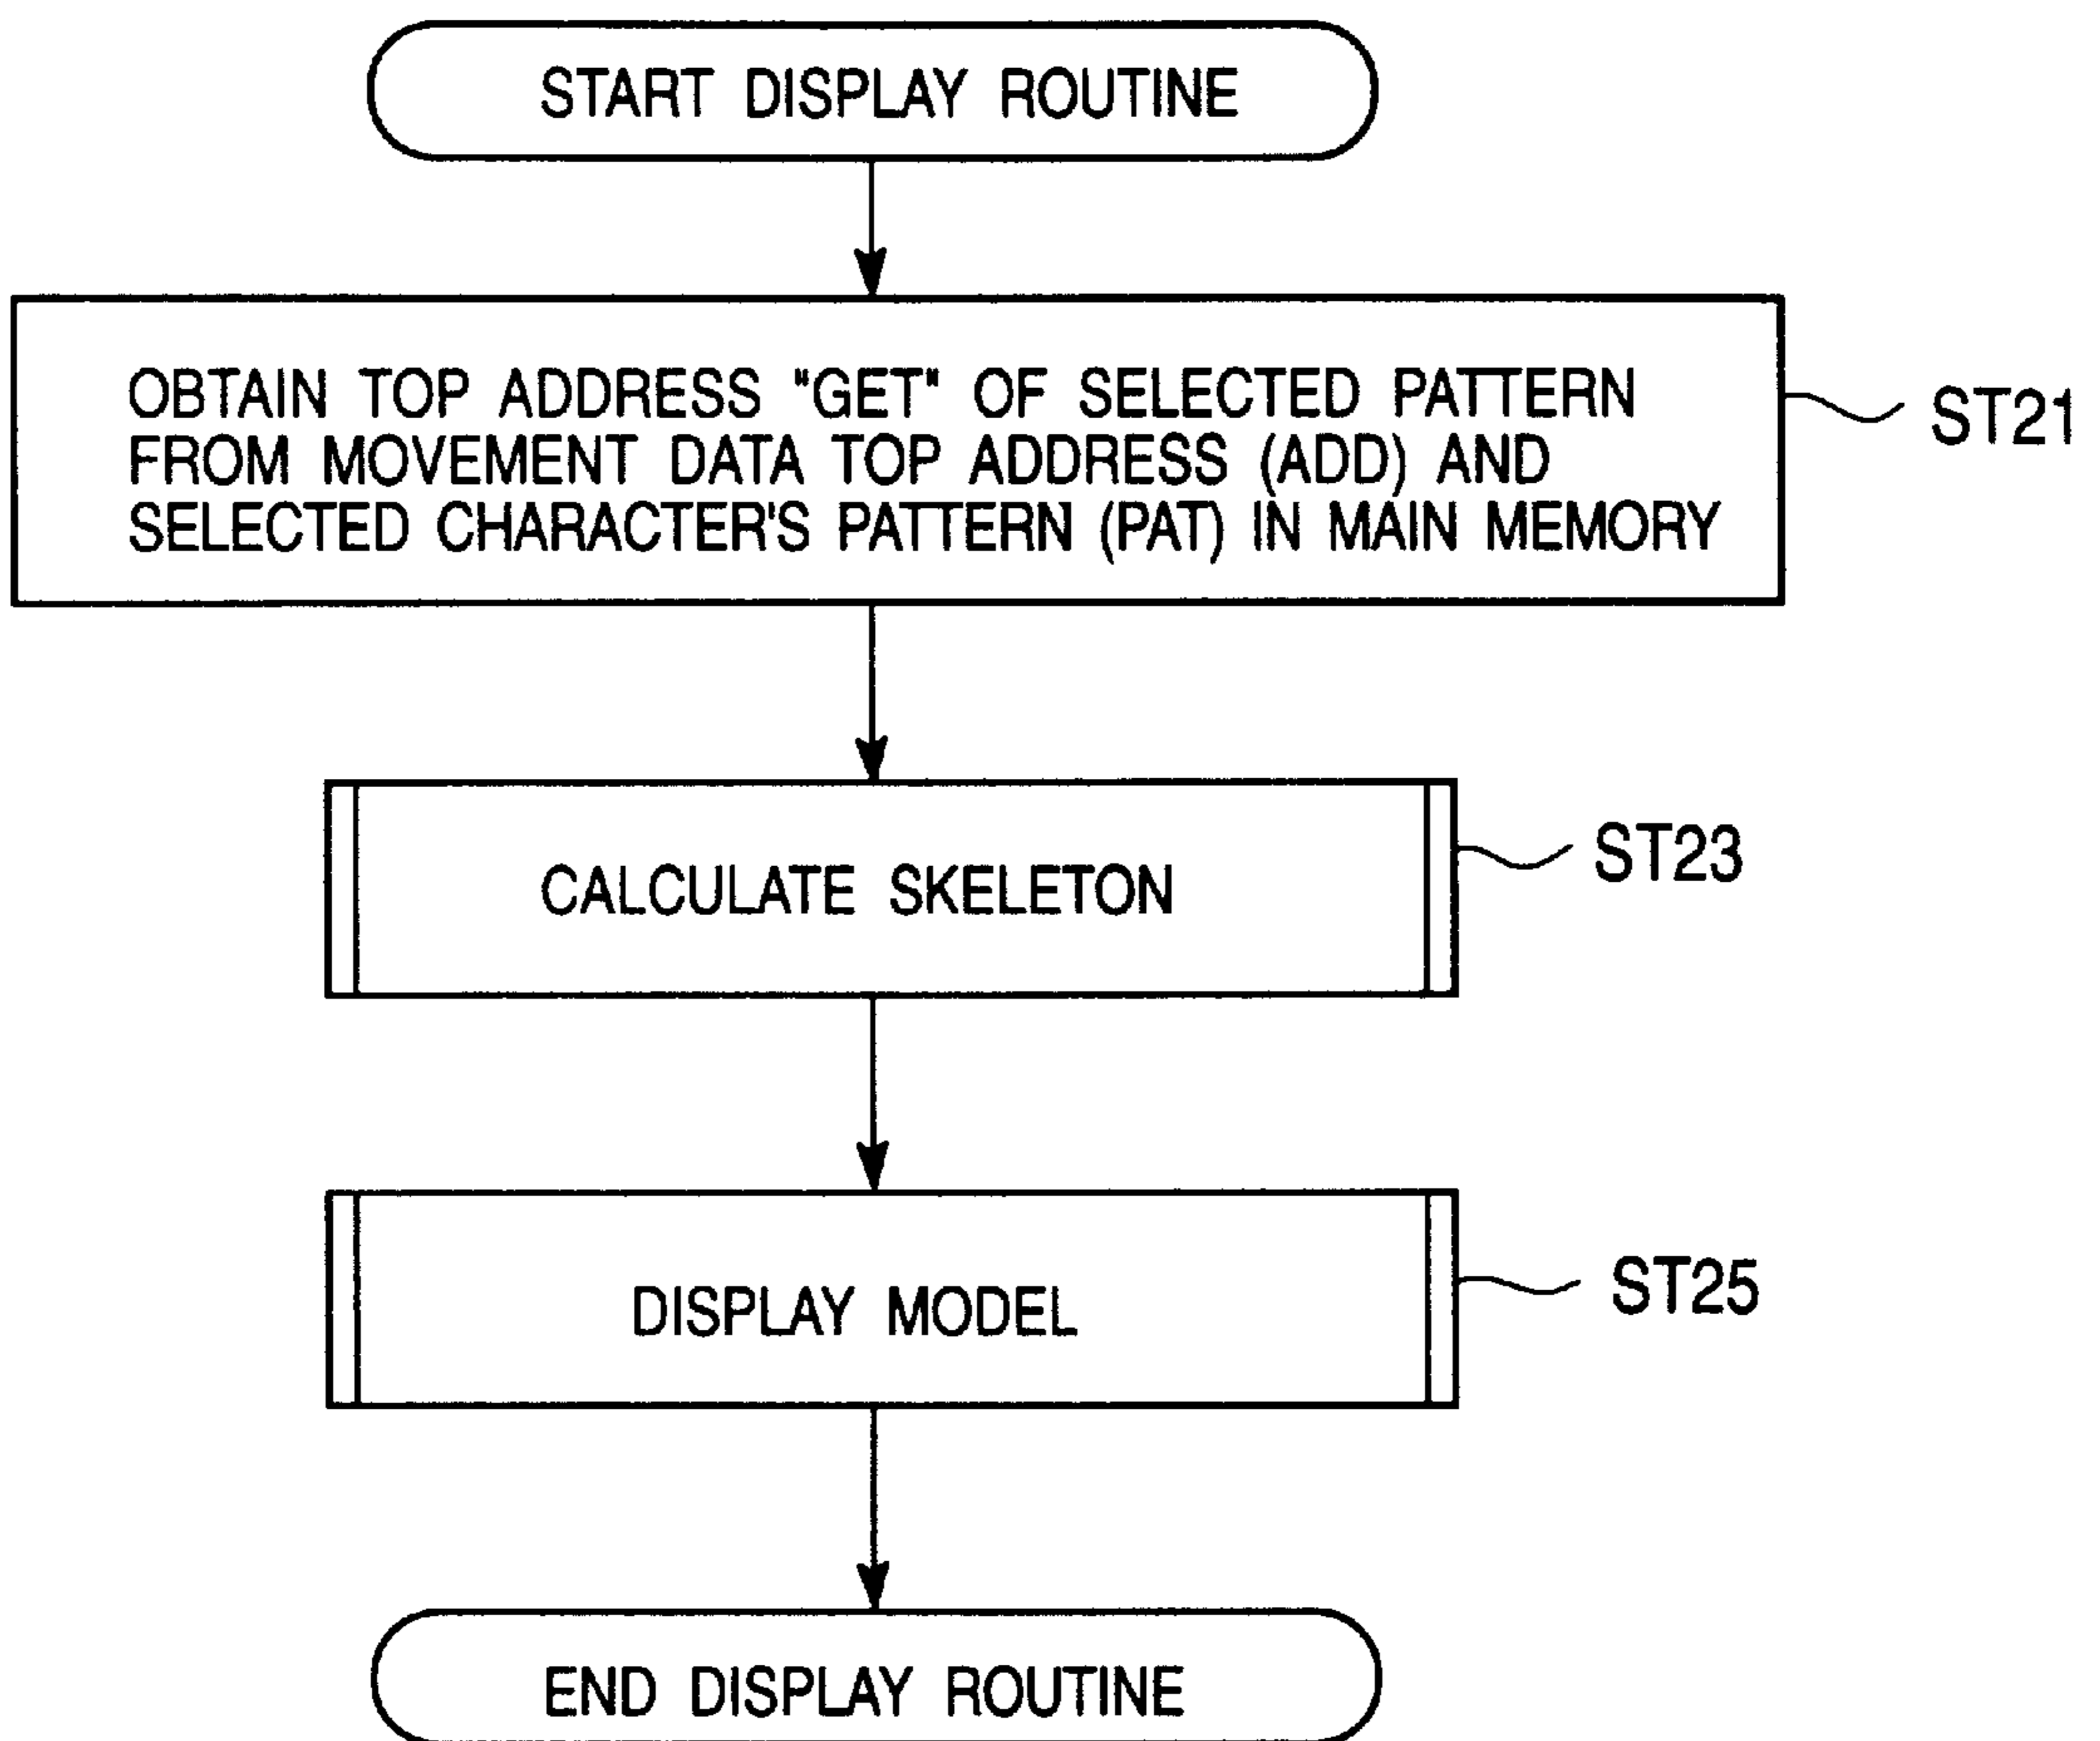 START DISPLAY ROUTINE
OBTAIN TOP ADDRESS "GET" OF SELECTED PATTERN
FROM MOVEMENT DATA TOP ADDRESS (ADD) AND
SELECTED CHARACTER'S PATTERN (PAT) IN MAIN MEMORY
ST21
CALCULATE SKELETON
ST23
DISPLAY MODEL
ST25
END DISPLAY ROUTINE